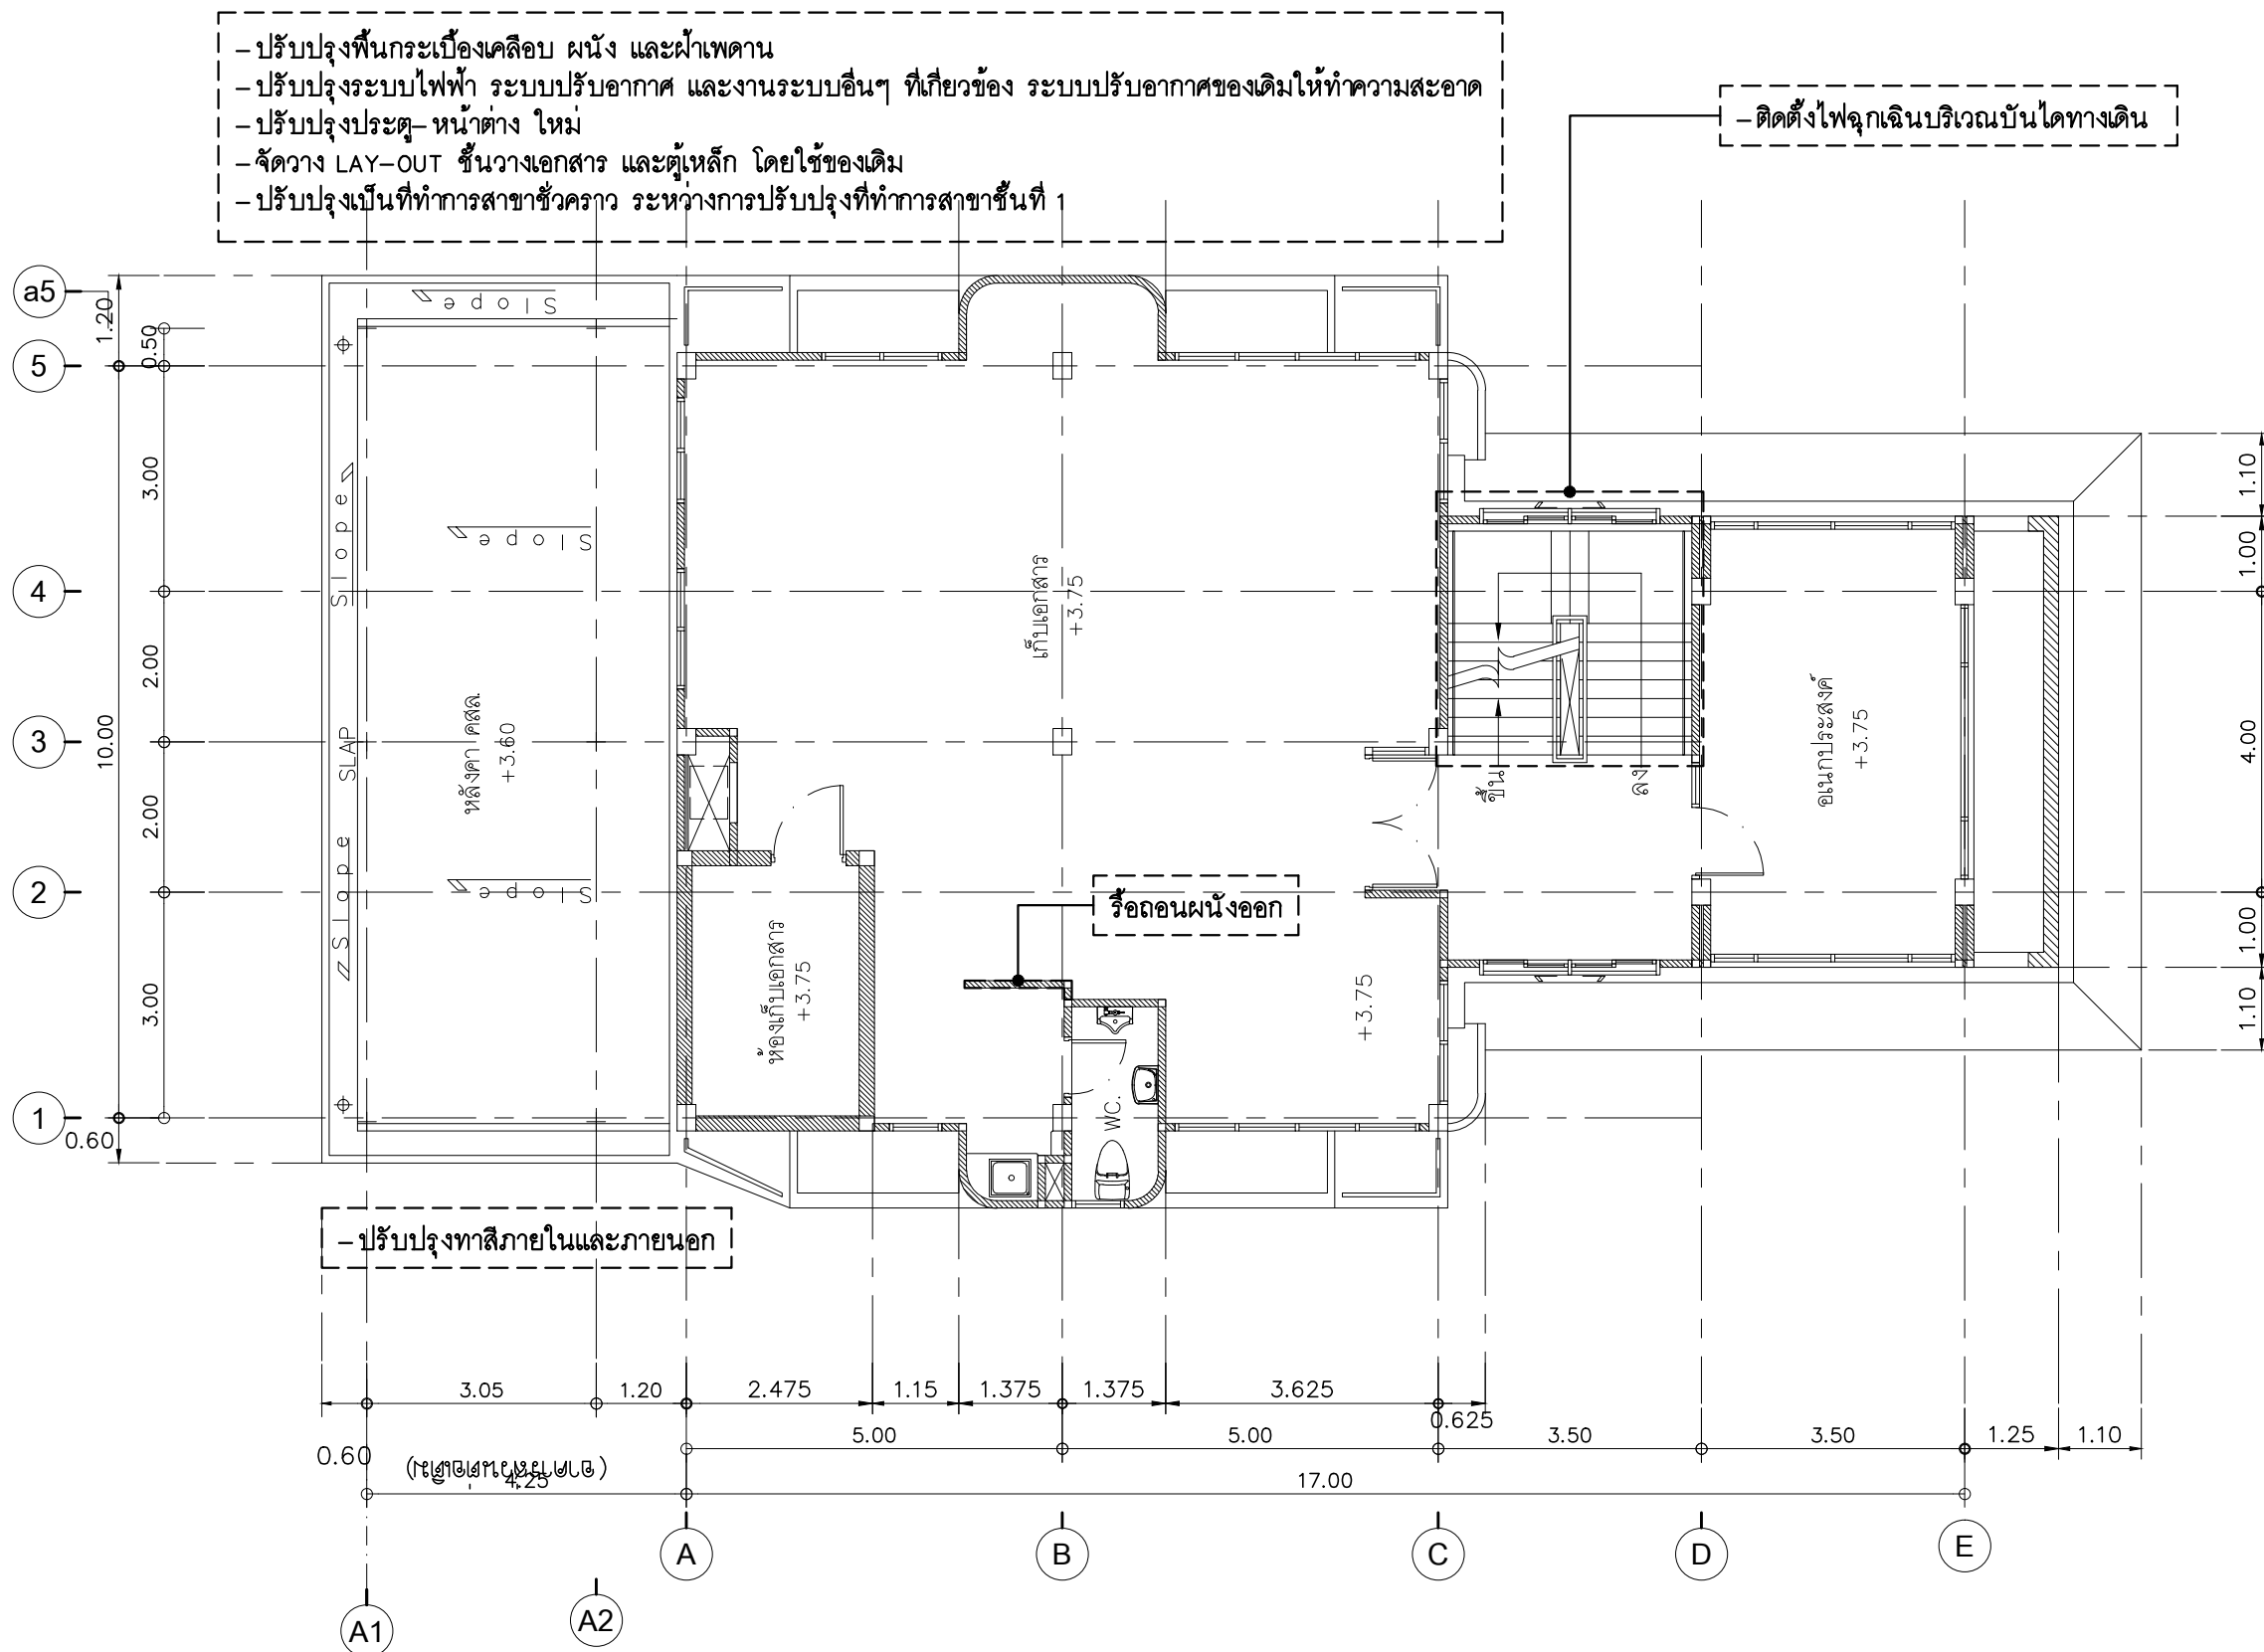 -ปรับปรุงพื้นกระเบื้องเคลือบ ผนัง และฝ้าเพดาน
-ปรับปรุงระบบไฟฟ้า ระบบปรับอากาศ และงานระบบอื่นๆ ที่เกี่ยวข้อง ระบบปรับอากาศของเดิมให้ทำความสะอาด
-ปรับปรุงประตู-หน้าต่าง ใหม่
-จัดวาง LAY-OUT ชั้นวางเอกสาร และตู้เหล็ก โดยใช้ของเดิม
-ปรับปรุงเป็นที่ทำการสาขาชั่วคราว ระหว่างการปรับปรุงที่ทำการสาขาชั้นที่ 1
-ติดตั้งไฟฉุกเฉินบริเวณบันไดทางเดิน
a5
5
4
3
2
1
1.20
0.50
3.00
2.00
10.00
2.00
3.00
0.60
Slope
Slope
Slope
SLAP
Slope
Slope
หลังคา คสล.
+3.60
เก็บเอกสาร
+3.75
ห้องเก็บเอกสาร
+3.75
รื้อถอนผนังออก
WC.
+3.75
ขึ้น
ลง
อเนกประสงค์
+3.75
1.10
1.00
4.00
1.00
1.10
-ปรับปรุงทาสีภายในและภายนอก
3.05
1.20
2.475
1.15
1.375
1.375
3.625
0.625
0.60
5.00
5.00
3.50
3.50
1.25
1.10
(อาคารส่วนต่อเติม)
4.25
17.00
A
B
C
D
E
A1
A2